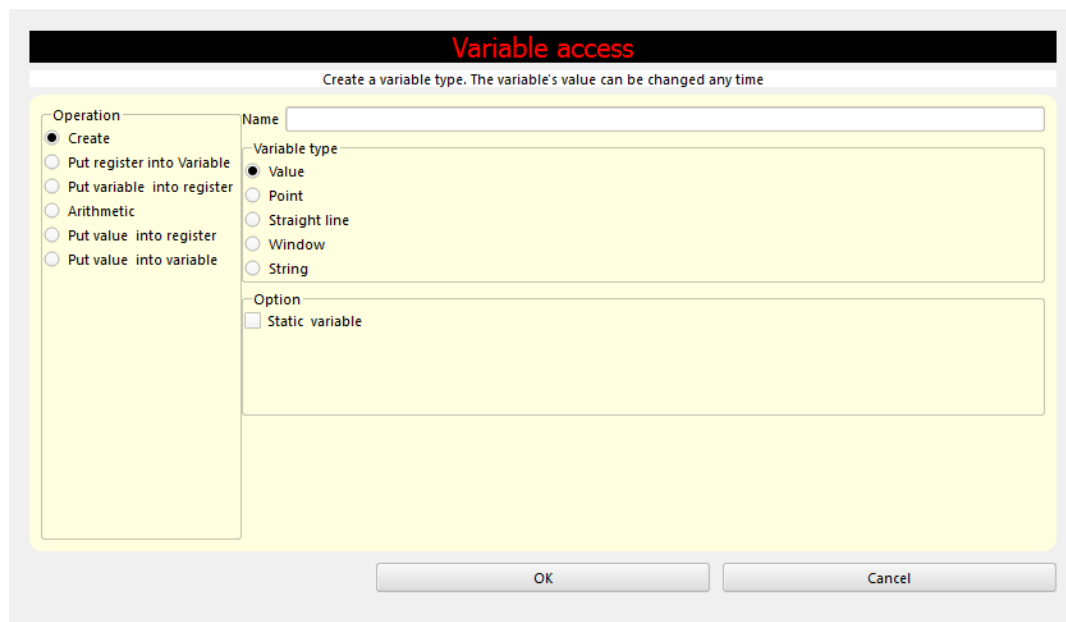 Variable access
Create a variable type. The variable's value can be changed any time
Operation
Create
Put register into Variable
Put variable into register
Arithmetic
Put value into register
Put value into variable
Name
Variable type
Value
Point
Straight line
Window
String
Option
Static variable
OK
Cancel